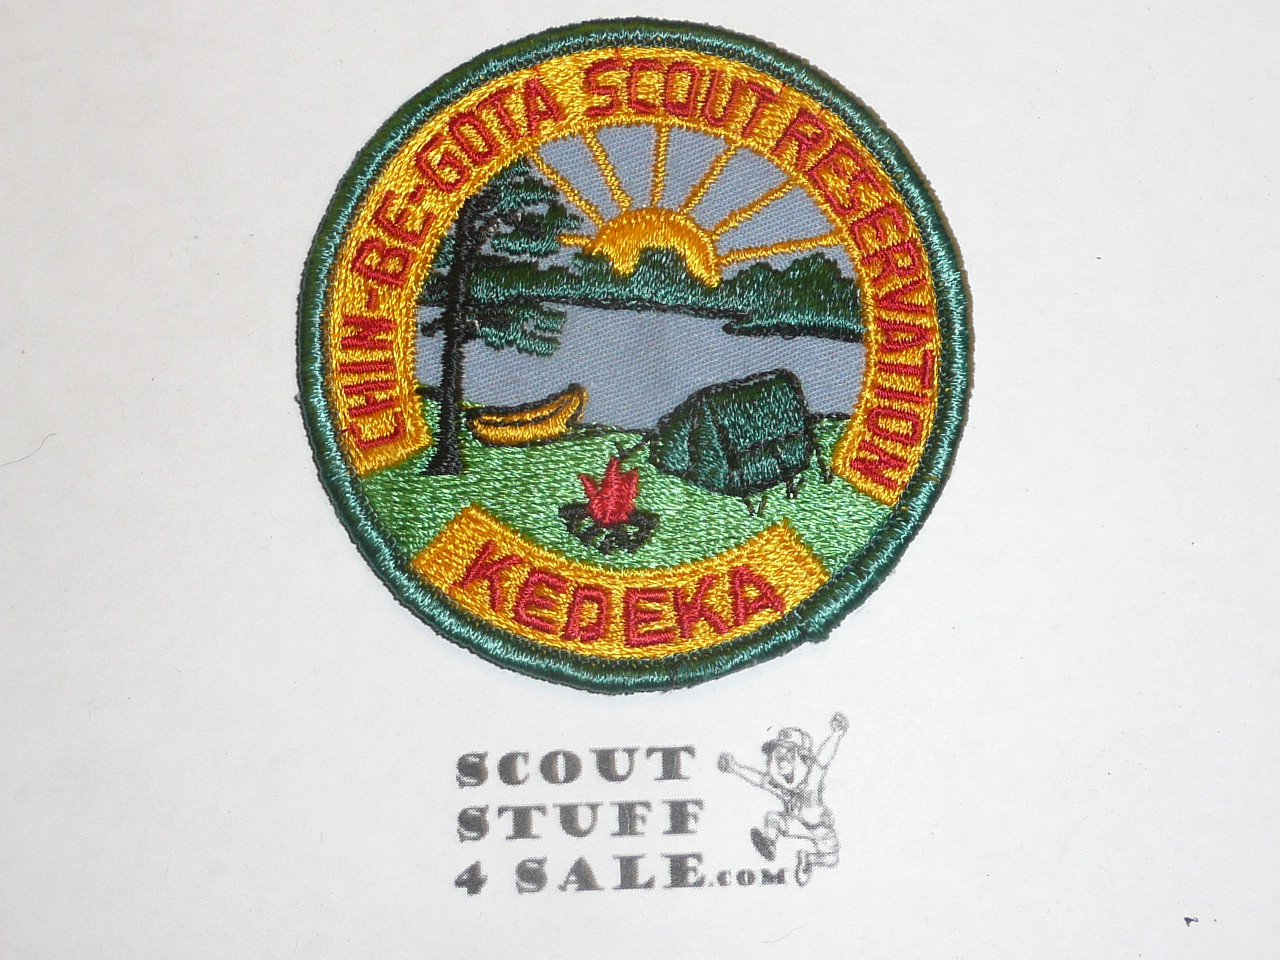 CHIN-BE-GOTA SCOUT RESERVATION
KEDEKA
SCOUT
STUFF
4 SALE.COM